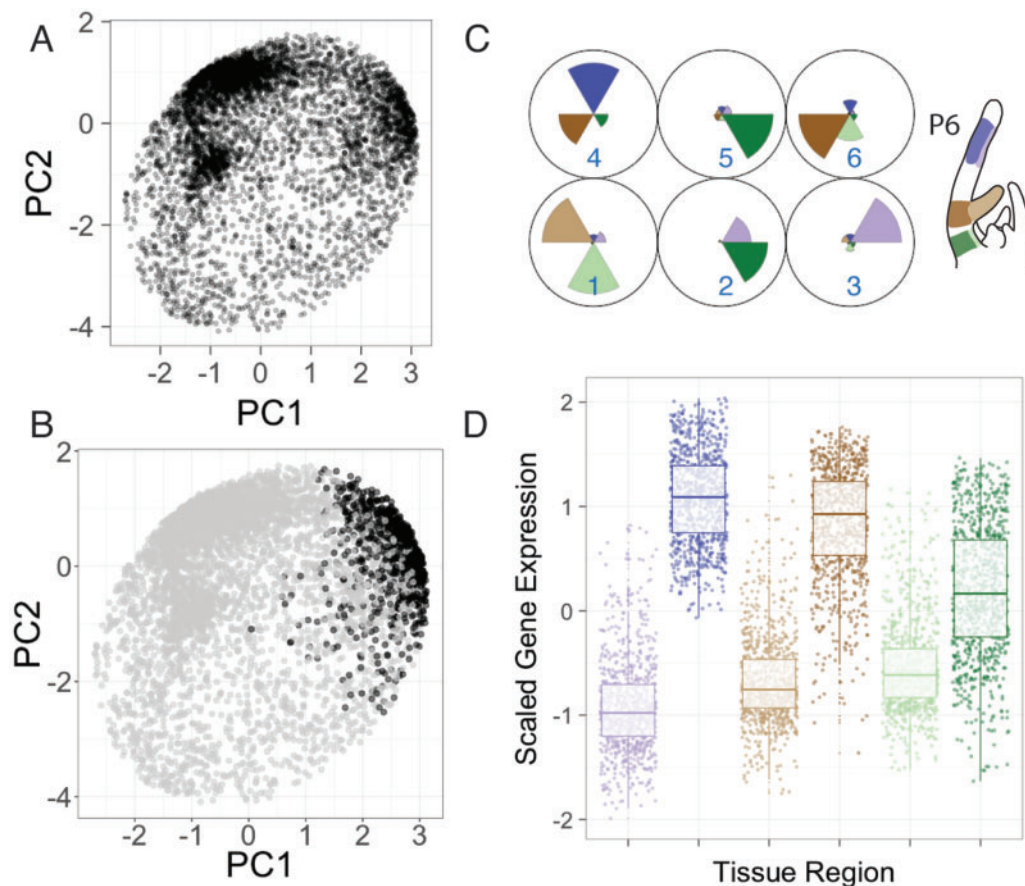 A
2
0
-2
-4
PC2
-2 -1 0 1 2 3
PC1
B
2
0
-2
-4
PC2
-2 -1 0 1 2 3
PC1
C
4 5 6
1 2 3
P6
D
2
1
0
-1
-2
Scaled Gene Expression
Tissue Region